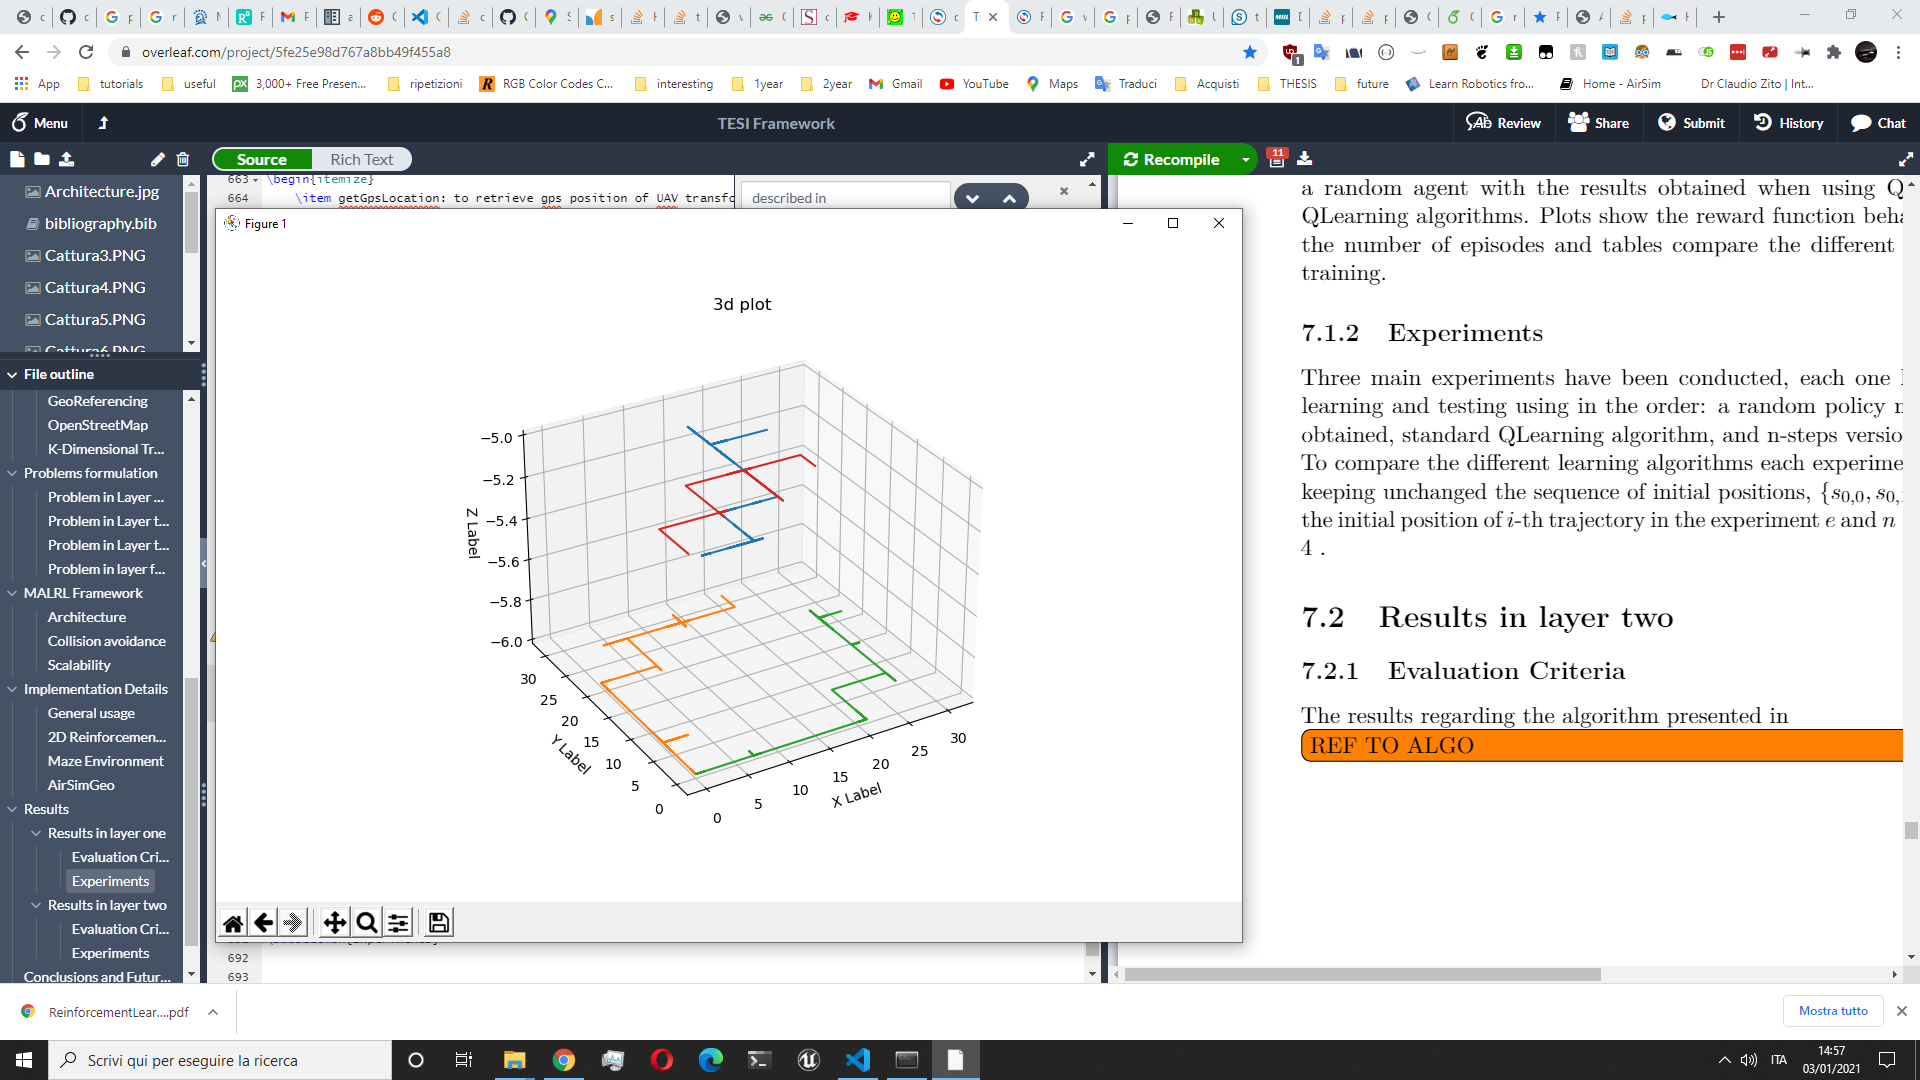 overleaf.com/project/5fe25e98d767a8bb49f455a8
App
tutorials
useful
3,000+ Free Presen...
ripetizioni
RGB Color Codes C...
interesting
1year
2year
Gmail
YouTube
Maps
Traduci
Acquisti
THESIS
future
Learn Robotics fro...
Home - AirSim
Dr Claudio Zito | Int...
Menu
TESI Framework
Review
Share
Submit
History
Chat
Source
Rich Text
Recompile
11
Architecture.jpg
bibliography.bib
Cattura3.PNG
Cattura4.PNG
Cattura5.PNG
Cattura6.PNG
File outline
GeoReferencing
OpenStreetMap
K-Dimensional Tr...
Problems formulation
Problem in Layer ...
Problem in Layer t...
Problem in Layer t...
Problem in layer f...
MALRL Framework
Architecture
Collision avoidance
Scalability
Implementation Details
General usage
2D Reinforcemen...
Maze Environment
AirSimGeo
Results
Results in layer one
Evaluation Cri...
Experiments
Results in layer two
Evaluation Cri...
Experiments
Conclusions and Futur...
663 \begin{itemize}
664 \item getGpsLocation: to retrieve gps position of UAV transfo
described in
692
693
Figure 1
3d plot
−5.0
−5.2
−5.4
−5.6
−5.8
−6.0
Z Label
30
25
20
15
10
5
0
Y Label
0
5
10
15
20
25
30
X Label
a random agent with the results obtained when using Q
QLearning algorithms. Plots show the reward function beha
the number of episodes and tables compare the different
training.
7.1.2 Experiments
Three main experiments have been conducted, each one
learning and testing using in the order: a random policy
obtained, standard QLearning algorithm, and n-steps versio
To compare the different learning algorithms each experime
keeping unchanged the sequence of initial positions, {s0,0, s0,
the initial position of i-th trajectory in the experiment e and n
4 .
7.2 Results in layer two
7.2.1 Evaluation Criteria
The results regarding the algorithm presented in
REF TO ALGO
ReinforcementLear....pdf
Mostra tutto
Scrivi qui per eseguire la ricerca
ITA
14:57
03/01/2021